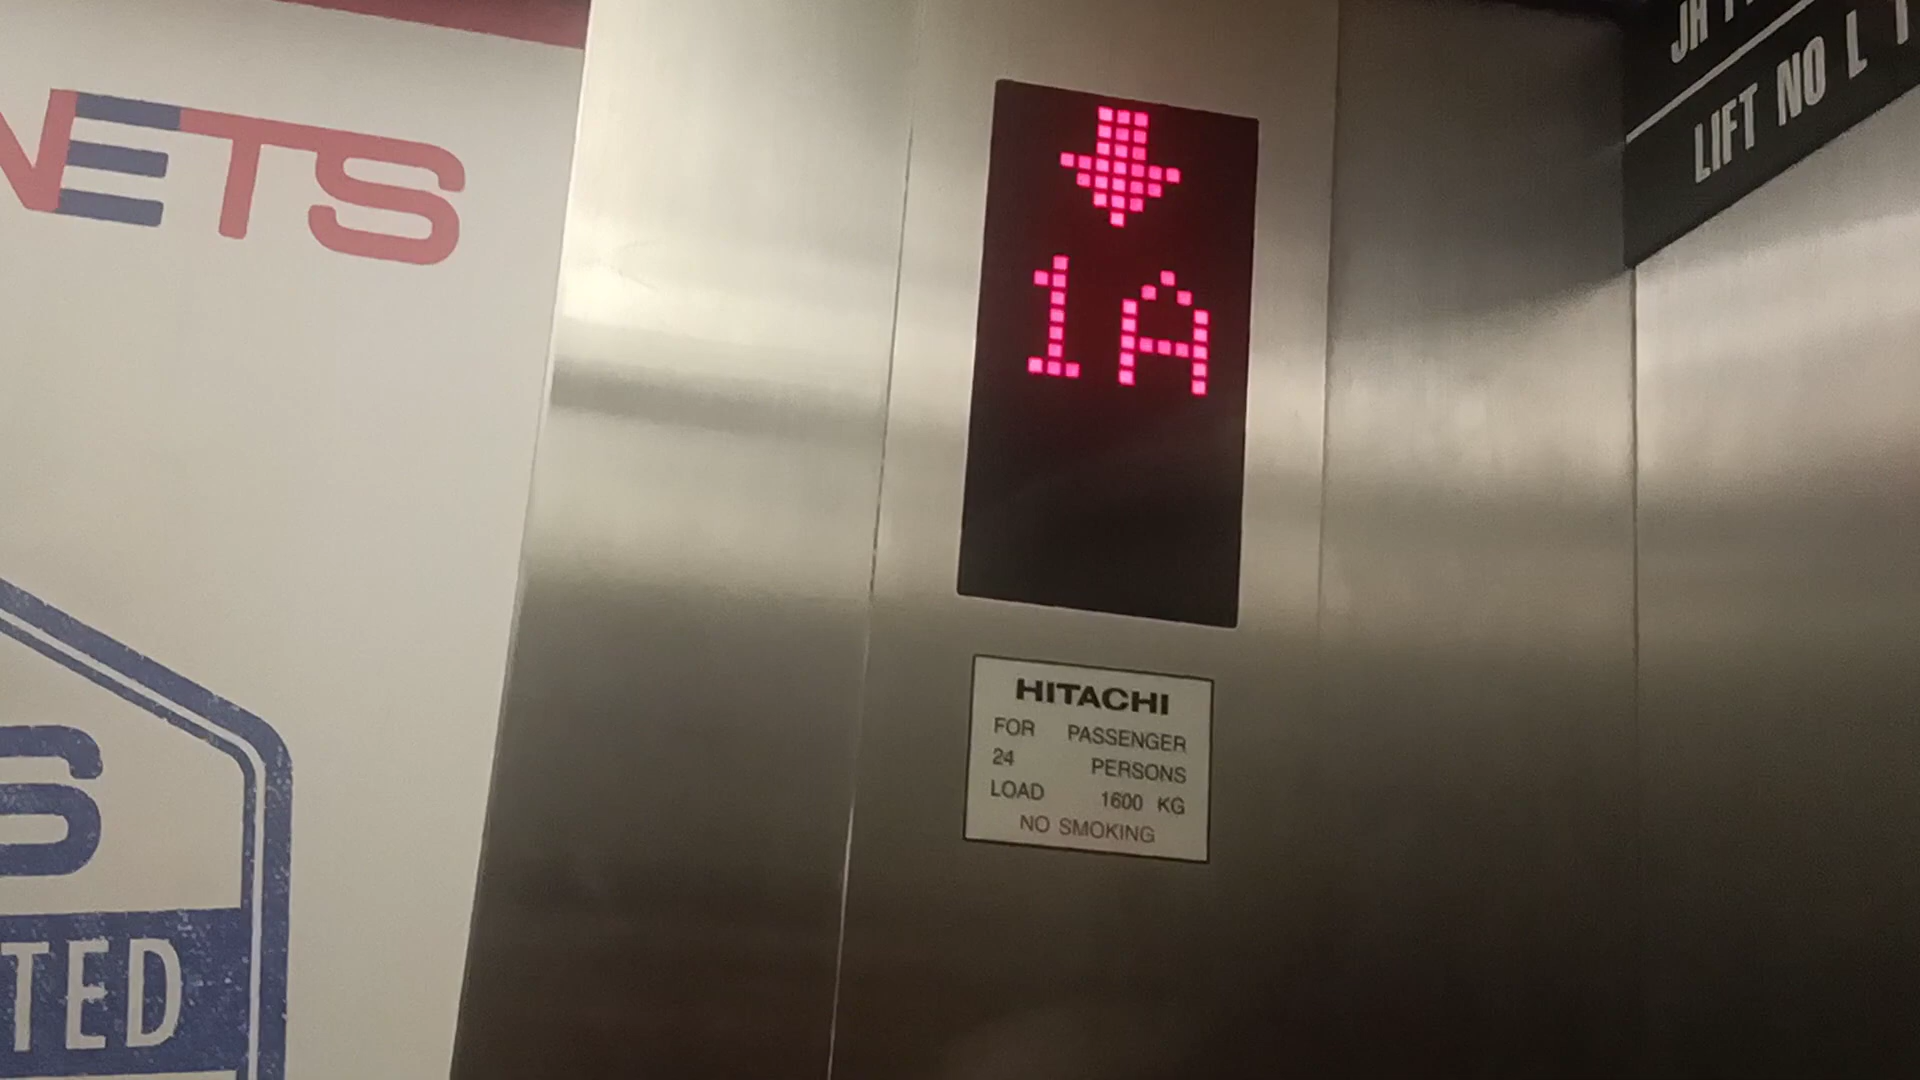 NETS
S
TED
1A
HITACHI
FOR PASSENGER
24 PERSONS
LOAD 1600 KG
NO SMOKING
LIFT NO L